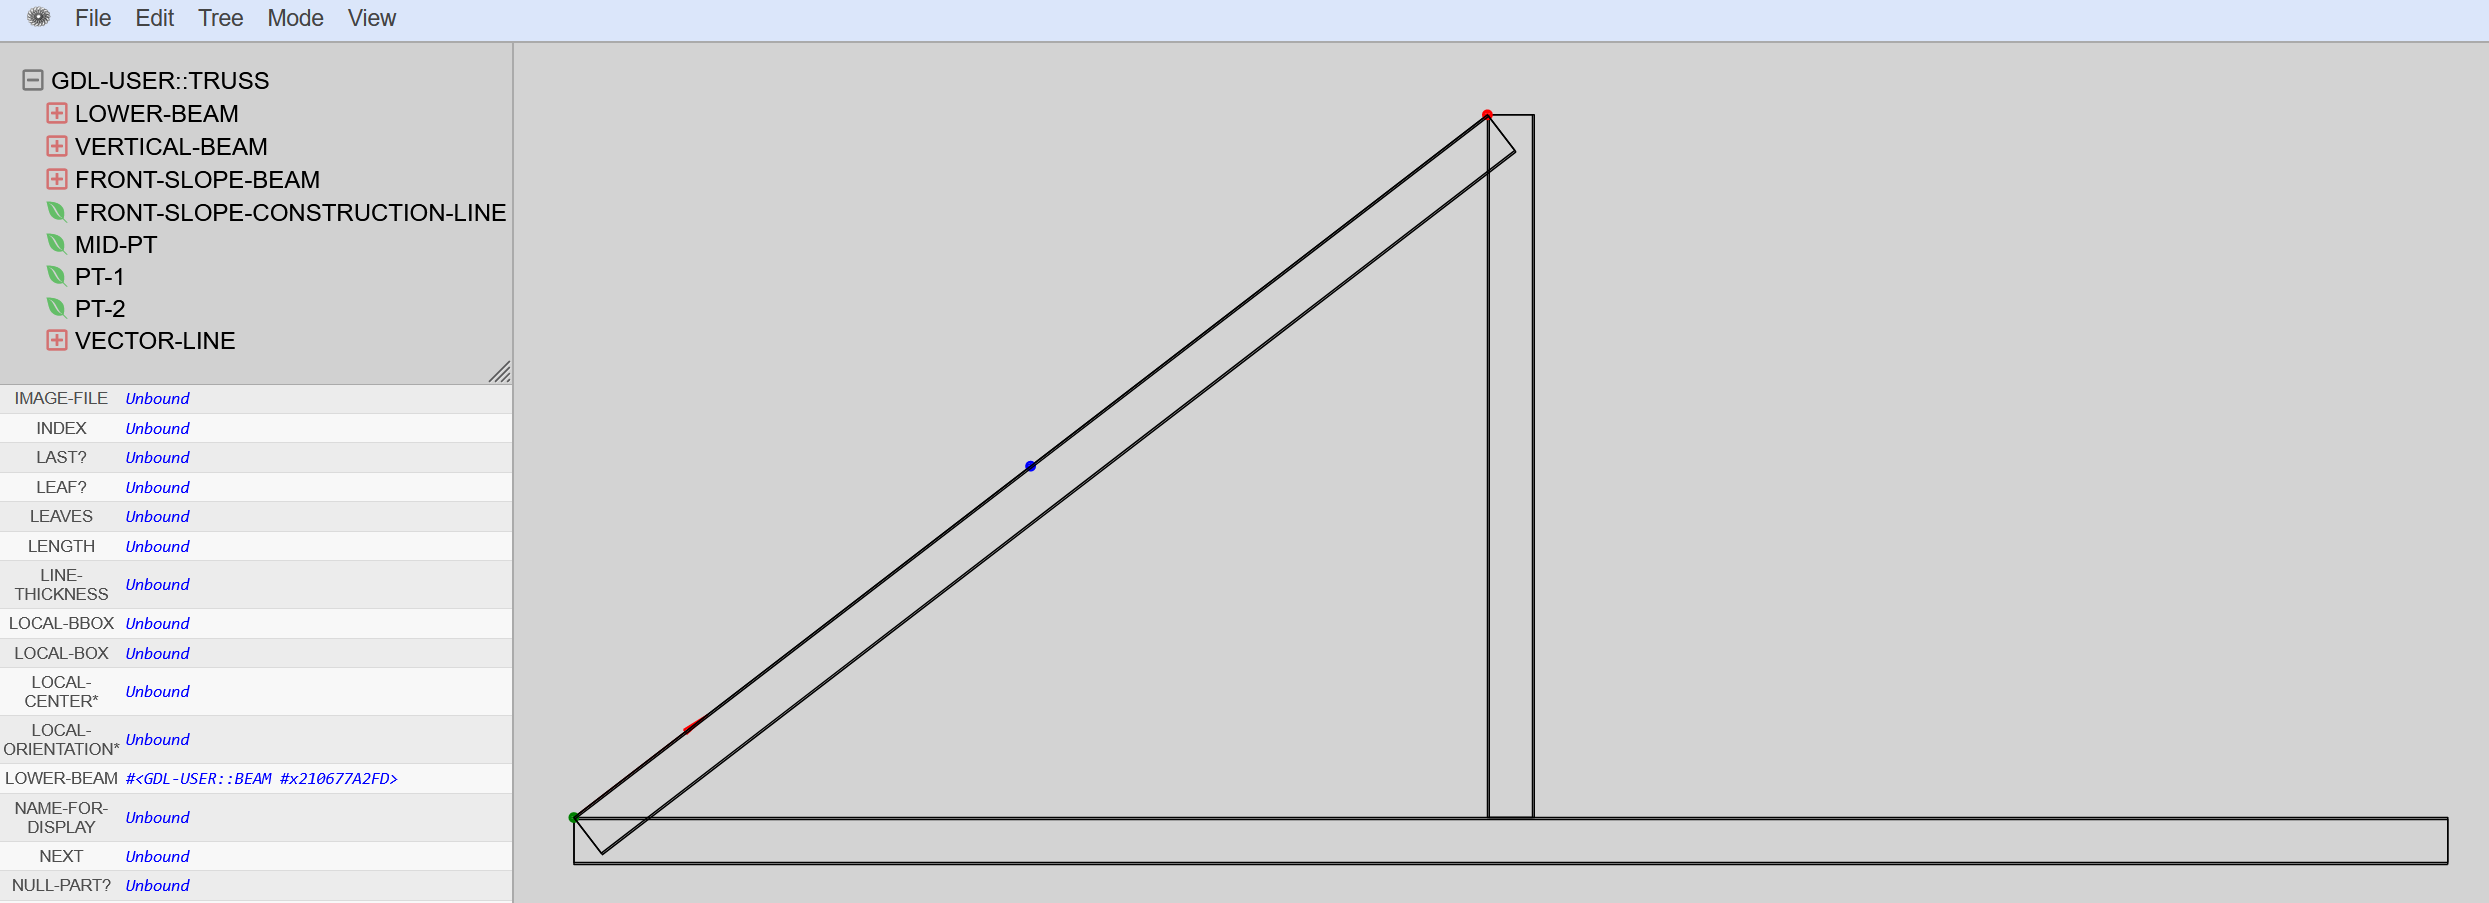 File Edit Tree Mode View
GDL-USER::TRUSS
LOWER-BEAM
VERTICAL-BEAM
FRONT-SLOPE-BEAM
FRONT-SLOPE-CONSTRUCTION-LINE
MID-PT
PT-1
PT-2
VECTOR-LINE
IMAGE-FILE Unbound
INDEX Unbound
LAST? Unbound
LEAF? Unbound
LEAVES Unbound
LENGTH Unbound
LINE-
THICKNESS Unbound
LOCAL-BBOX Unbound
LOCAL-BOX Unbound
LOCAL-
CENTER* Unbound
LOCAL-
ORIENTATION* Unbound
LOWER-BEAM #<GDL-USER::BEAM #x210677A2FD>
NAME-FOR-
DISPLAY Unbound
NEXT Unbound
NULL-PART? Unbound